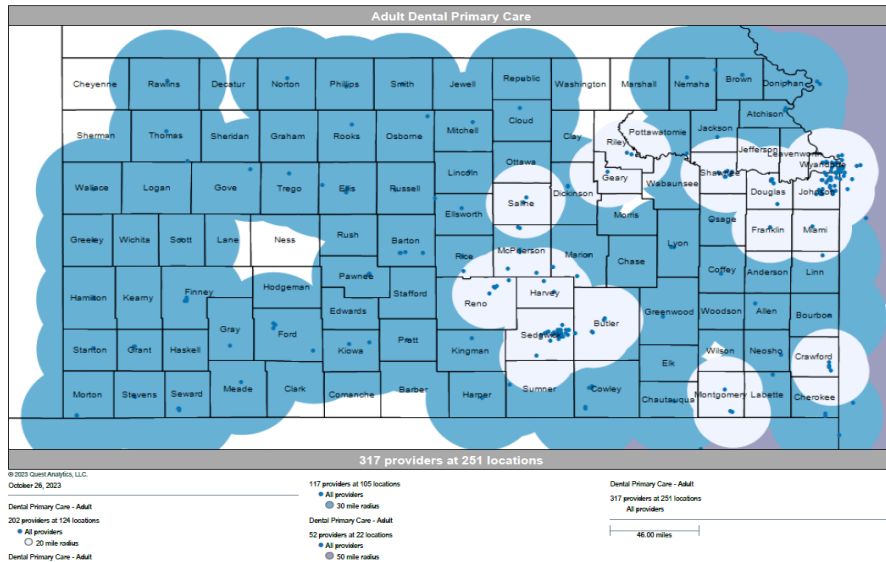 Adult Dental Primary Care
Cheyenne Rawlins Decatur Norton Phillips Smith Jewell Republic Washington Marshall Nemaha Brown Doniphan
Sherman Thomas Sheridan Graham Rooks Osborne Mitchell Cloud Clay Riley Pottawatomie Jackson Atchison
Jefferson Leavenworth Wyandotte
Wallace Logan Gove Trego Ellis Russell Lincoln Ottawa Dickinson Geary Wabaunsee Shawnee Douglas Johnson
Saline Morris
Ellsworth Osage
Greeley Wichita Scott Lane Ness Rush Barton McPherson Marion Chase Lyon Franklin Miami
Rice
Hamilton Kearny Finney Hodgeman Pawnee Stafford Reno Harvey Coffey Anderson Linn
Gray Ford Edwards Sedgwick Butler Greenwood Woodson Allen Bourbon
Stanton Grant Haskell Kiowa Pratt Kingman Elk Wilson Neosho Crawford
Morton Stevens Seward Meade Clark Comanche Barber Harper Sumner Cowley Chautauqua Montgomery Labette Cherokee
317 providers at 251 locations
© 2023 Quest Analytics, LLC.
October 26, 2023
Dental Primary Care - Adult
202 providers at 124 locations
All providers
20 mile radius
Dental Primary Care - Adult
117 providers at 105 locations
All providers
30 mile radius
Dental Primary Care - Adult
52 providers at 22 locations
All providers
50 mile radius
Dental Primary Care - Adult
317 providers at 251 locations
All providers
46.00 miles